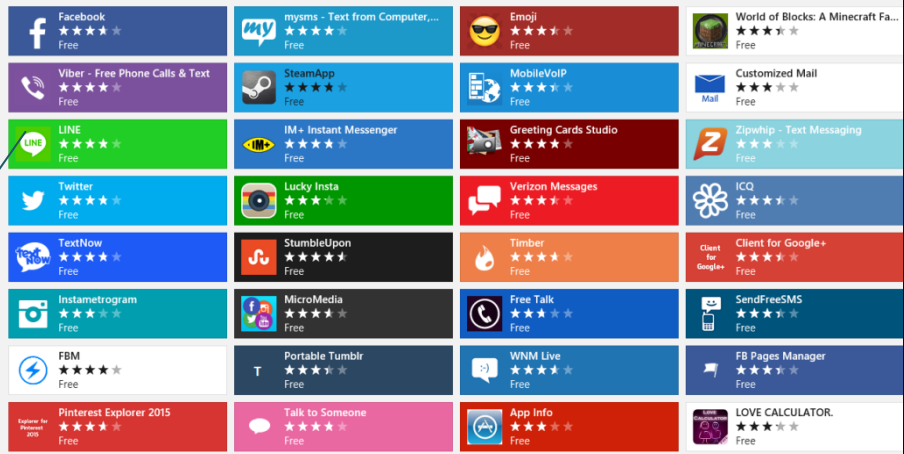 Facebook
Free
my
mysms - Text from Computer,...
Free
Emoji
Free
World of Blocks: A Minecraft Fa...
Free
Viber - Free Phone Calls & Text
Free
SteamApp
Free
MobileVoIP
Free
Mail
Customized Mail
Free
LINE
LINE
Free
IM+
IM+ Instant Messenger
Free
Greeting Cards Studio
Free
Zipwhip - Text Messaging
Free
Twitter
Free
Lucky Insta
Free
Verizon Messages
Free
ICQ
Free
Text
Now
TextNow
Free
StumbleUpon
Free
Timber
Free
Client
for
Google+
Client for Google+
Free
Instametrogram
Free
MicroMedia
Free
Free Talk
Free
SendFreeSMS
Free
FBM
Free
T
Portable Tumblr
Free
:-)
WNM Live
Free
FB Pages Manager
Free
Explorer for
Pinterest
2015
Pinterest Explorer 2015
Free
Talk to Someone
Free
App Info
Free
LOVE
CALCULATOR
LOVE CALCULATOR.
Free